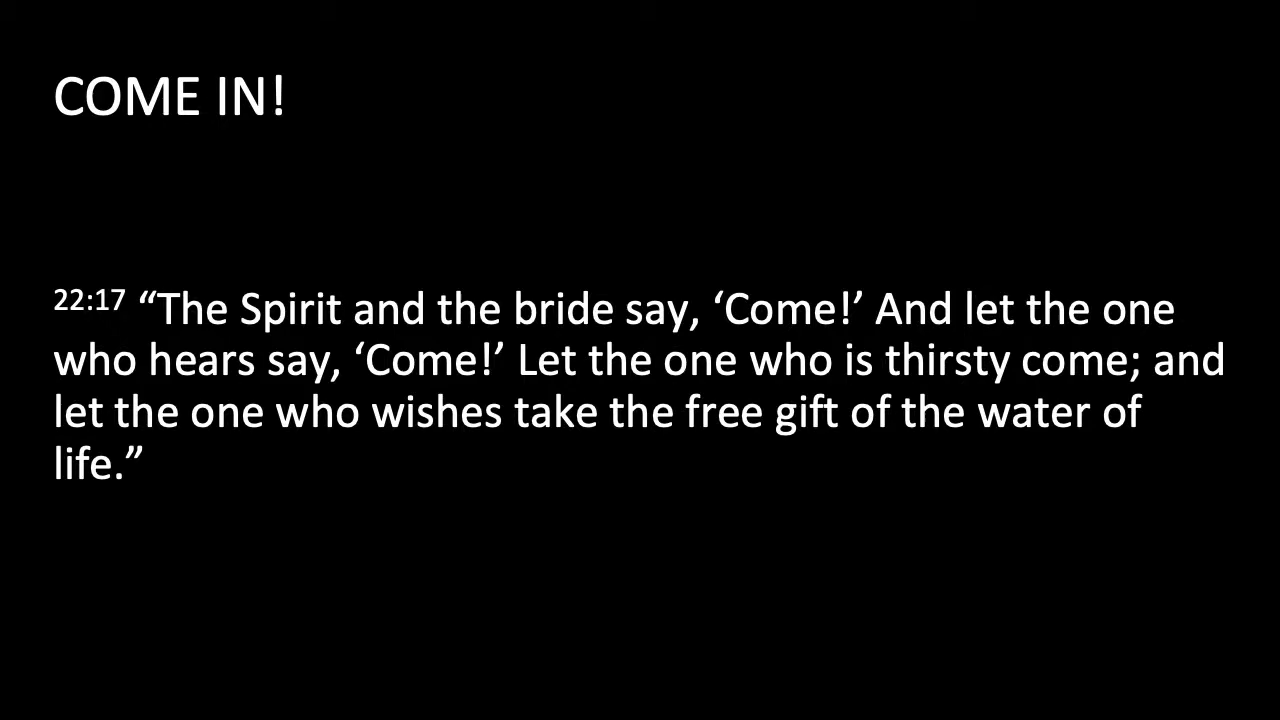 COME IN!
22:17 “The Spirit and the bride say, ‘Come!’ And let the one
who hears say, ‘Come!’ Let the one who is thirsty come; and
let the one who wishes take the free gift of the water of
life.”